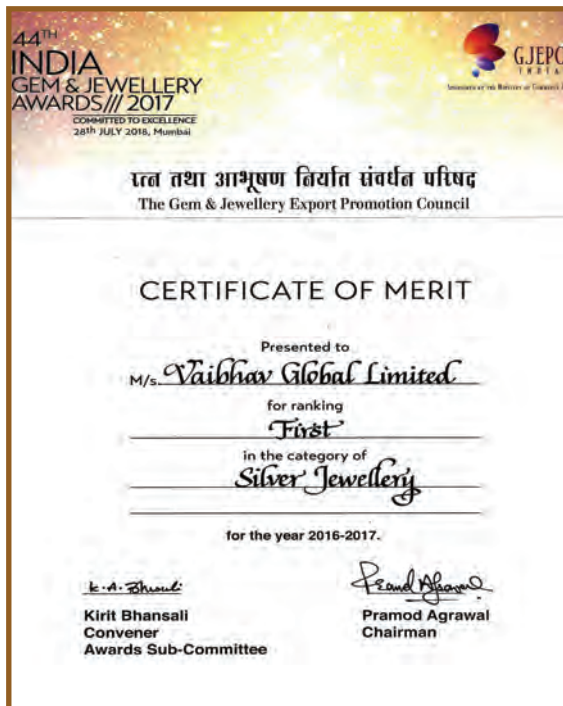 44TH
INDIA
GEM & JEWELLERY
AWARDS/// 2017
COMMITTED TO EXCELLENCE
28th JULY 2018, Mumbai
GJEPC
INDIA
रत्न तथा आभूषण निर्यात संवर्धन परिषद
The Gem & Jewellery Export Promotion Council
CERTIFICATE OF MERIT
Presented to
M/s. Vaibhav Global Limited
for ranking
First
in the category of
Silver Jewellery
for the year 2016-2017.
K. A. Bhansali
Kirit Bhansali
Convener
Awards Sub-Committee
Pramod Agrawal
Pramod Agrawal
Chairman